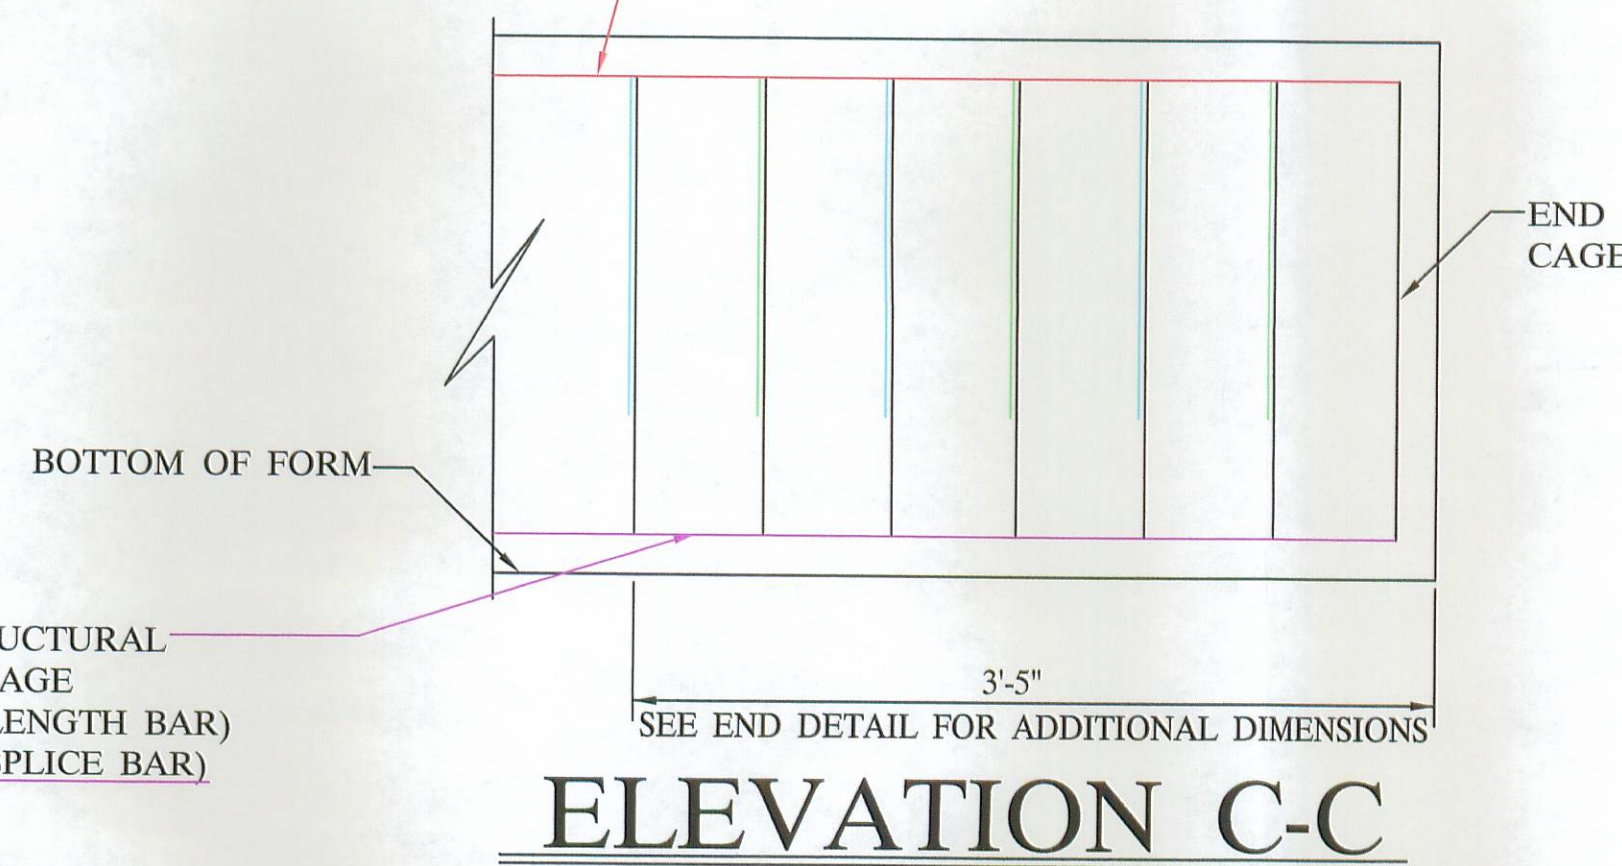 END
CAGE
BOTTOM OF FORM
UCTURAL
AGE
LENGTH BAR)
SPLICE BAR)
3'-5"
SEE END DETAIL FOR ADDITIONAL DIMENSIONS
ELEVATION C-C